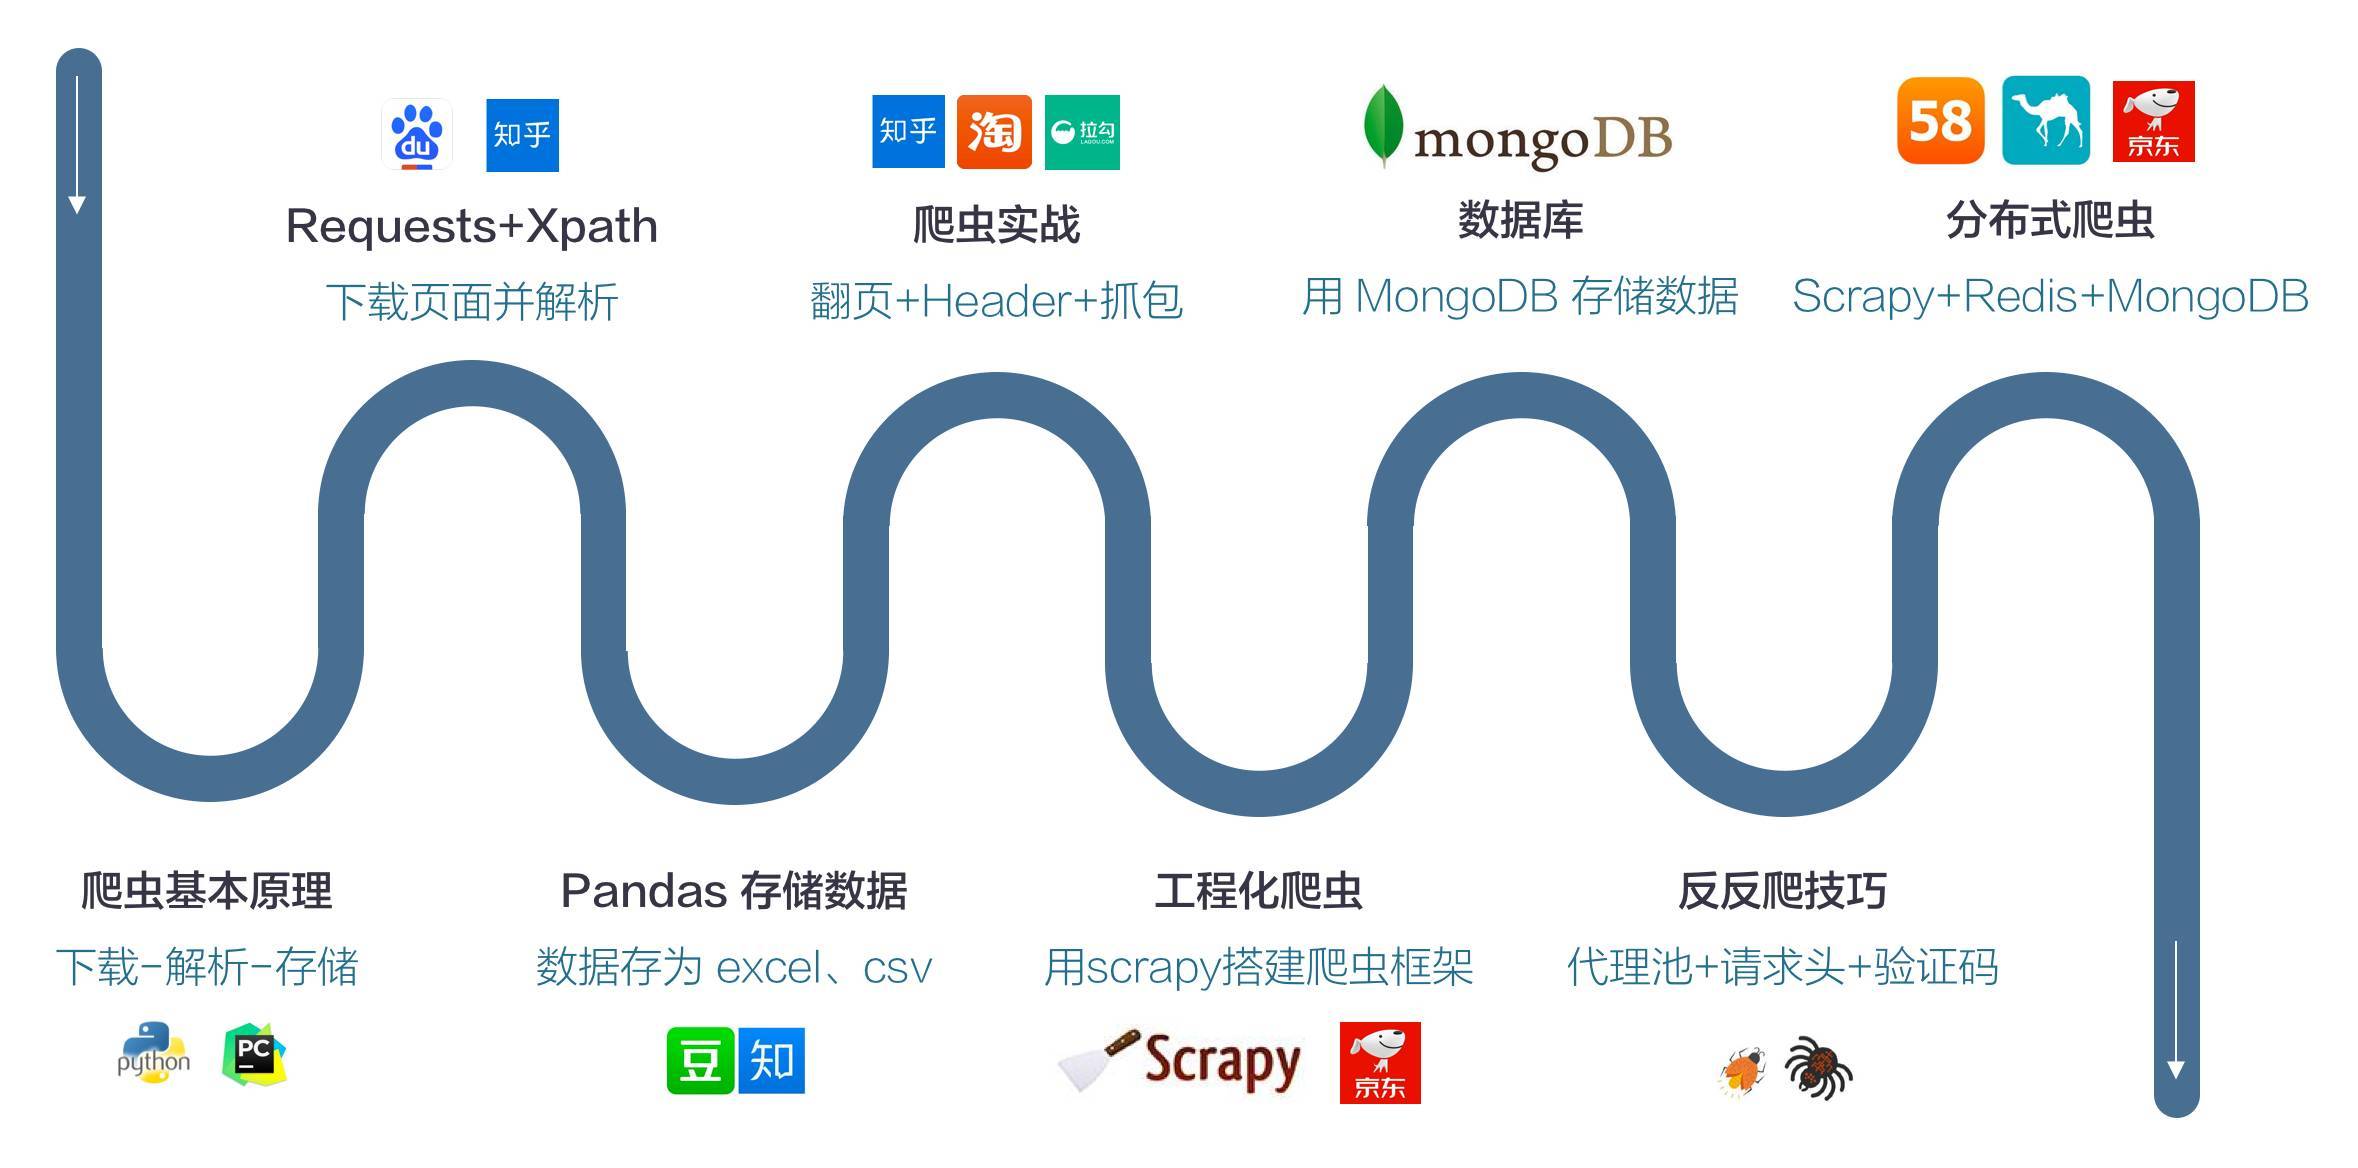 du
知乎
Requests+Xpath
下载页面并解析
知乎
淘
拉勾
LAGOU.COM
爬虫实战
翻页+Header+抓包
mongoDB
数据库
用 MongoDB 存储数据
58
京东
分布式爬虫
Scrapy+Redis+MongoDB
爬虫基本原理
下载-解析-存储
python
PC
Pandas 存储数据
数据存为 excel、csv
豆
知
工程化爬虫
用scrapy搭建爬虫框架
Scrapy
京东
反反爬技巧
代理池+请求头+验证码